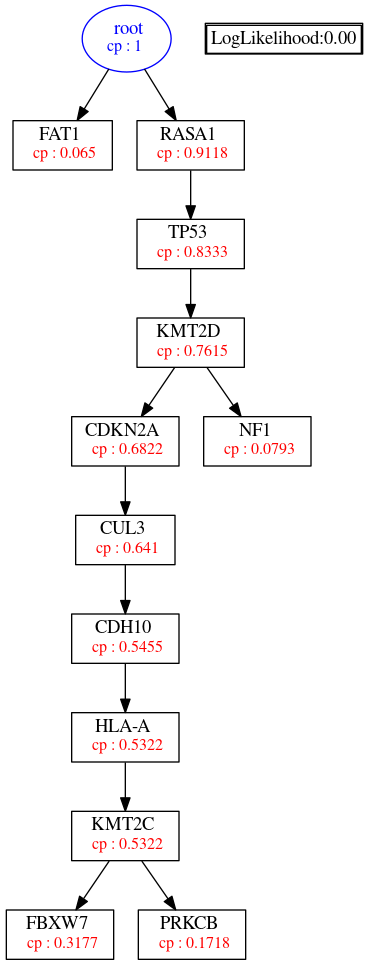 root
cp : 1
LogLikelihood:0.00
FAT1
cp : 0.065
RASA1
cp : 0.9118
TP53
cp : 0.8333
KMT2D
cp : 0.7615
CDKN2A
cp : 0.6822
NF1
cp : 0.0793
CUL3
cp : 0.641
CDH10
cp : 0.5455
HLA-A
cp : 0.5322
KMT2C
cp : 0.5322
FBXW7
cp : 0.3177
PRKCB
cp : 0.1718